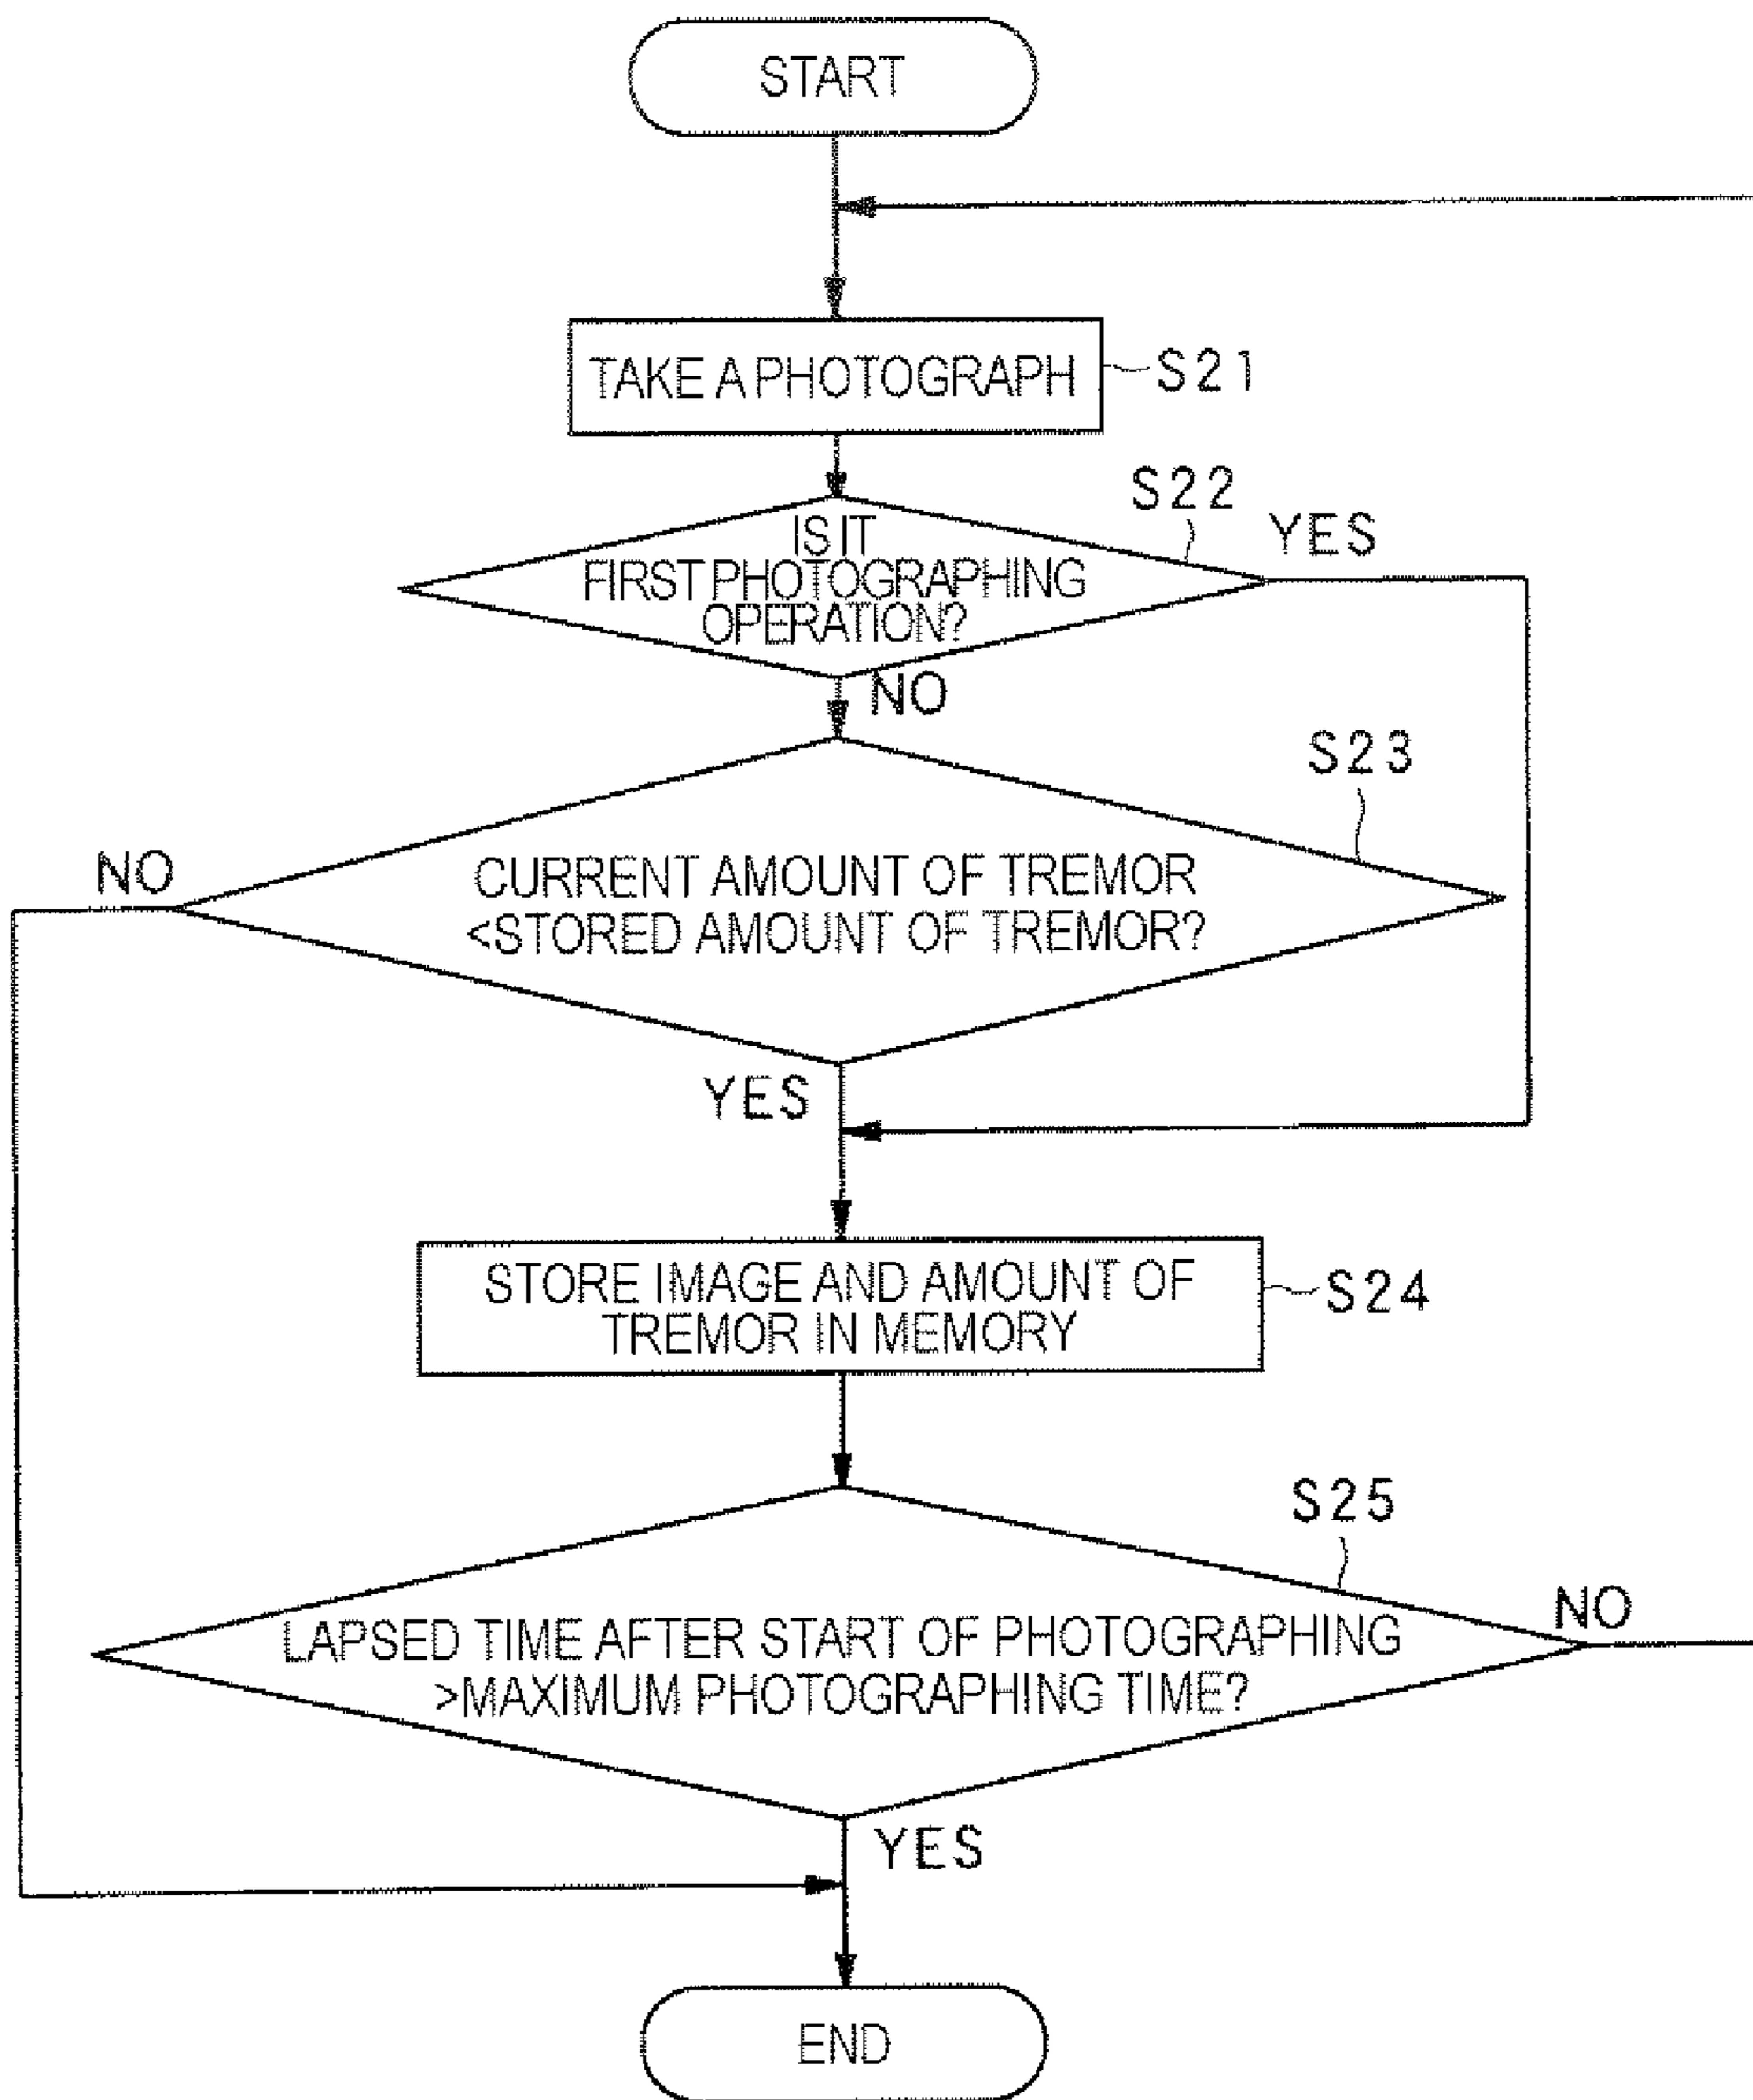 START
TAKE A PHOTOGRAPH
S21
S22
IS IT
FIRST PHOTOGRAPHING
OPERATION?
YES
NO
S23
NO
CURRENT AMOUNT OF TREMOR
<STORED AMOUNT OF TREMOR?
YES
STORE IMAGE AND AMOUNT OF
TREMOR IN MEMORY
S24
S25
LAPSED TIME AFTER START OF PHOTOGRAPHING
>MAXIMUM PHOTOGRAPHING TIME?
NO
YES
END